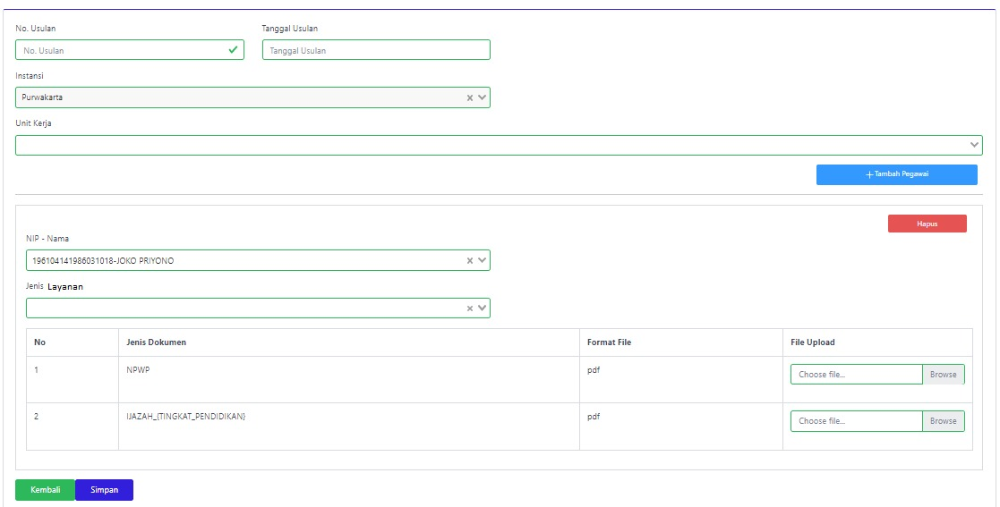 No. Usulan Tanggal Usulan
No. Usulan Tanggal Usulan
Instansi
Purwakarta
Unit Kerja
+ Tambah Pegawai
Hapus
NIP - Nama
196104141986031018-JOKO PRIYONO
Jenis Layanan
No Jenis Dokumen Format File File Upload
1 NPWP pdf Choose file... Browse
2 IJAZAH_{TINGKAT_PENDIDIKAN} pdf Choose file... Browse
Kembali Simpan